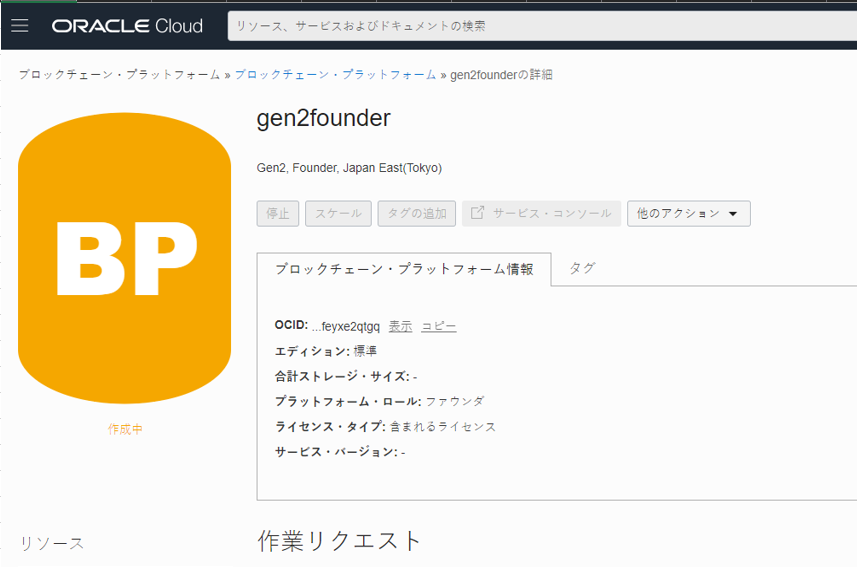 ORACLE Cloud
リソース、サービスおよびドキュメントの検索
ブロックチェーン・プラットフォーム » ブロックチェーン・プラットフォーム » gen2founderの詳細
BP
作成中
gen2founder
Gen2, Founder, Japan East(Tokyo)
停止 スケール タグの追加 サービス・コンソール 他のアクション
ブロックチェーン・プラットフォーム情報 タグ
OCID: ...feyxe2qtgq 表示 コピー
エディション: 標準
合計ストレージ・サイズ: -
プラットフォーム・ロール: ファウンダ
ライセンス・タイプ: 含まれるライセンス
サービス・バージョン: -
リソース
作業リクエスト